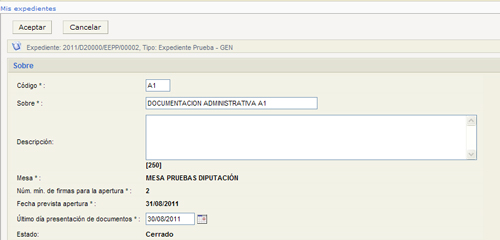 Mis expedientes
Aceptar Cancelar
Expediente: 2011/D20000/EEPP/00002, Tipo: Expediente Prueba - GEN
Sobre
Código * : A1
Sobre * : DOCUMENTACION ADMINISTRATIVA A1
Descripción:
[250]
Mesa * : MESA PRUEBAS DIPUTACIÓN
Núm. mín. de firmas para la apertura * : 2
Fecha prevista apertura * : 31/08/2011
Último día presentación de documentos * : 30/08/2011
Estado: Cerrado